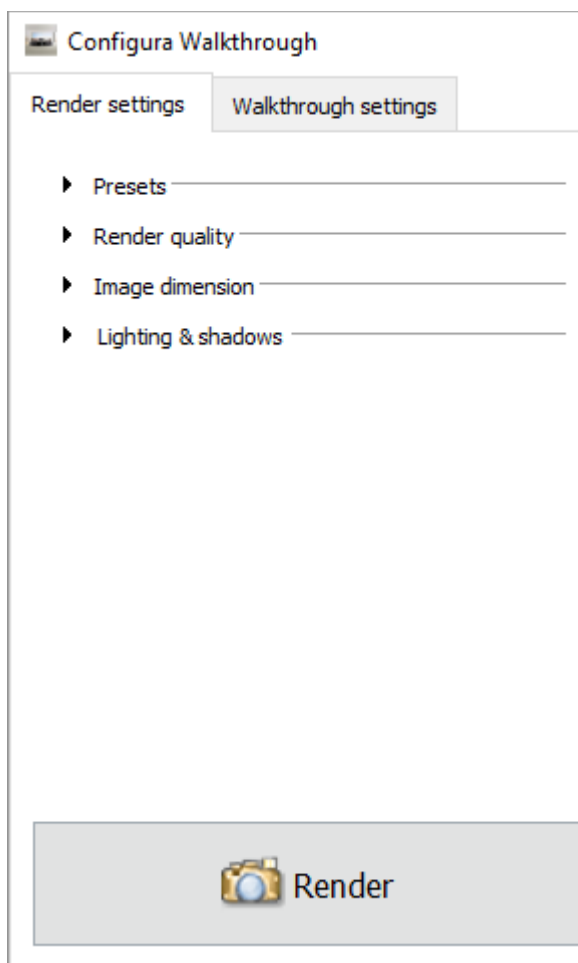 Configura Walkthrough
Render settings Walkthrough settings
Presets
Render quality
Image dimension
Lighting & shadows
Render